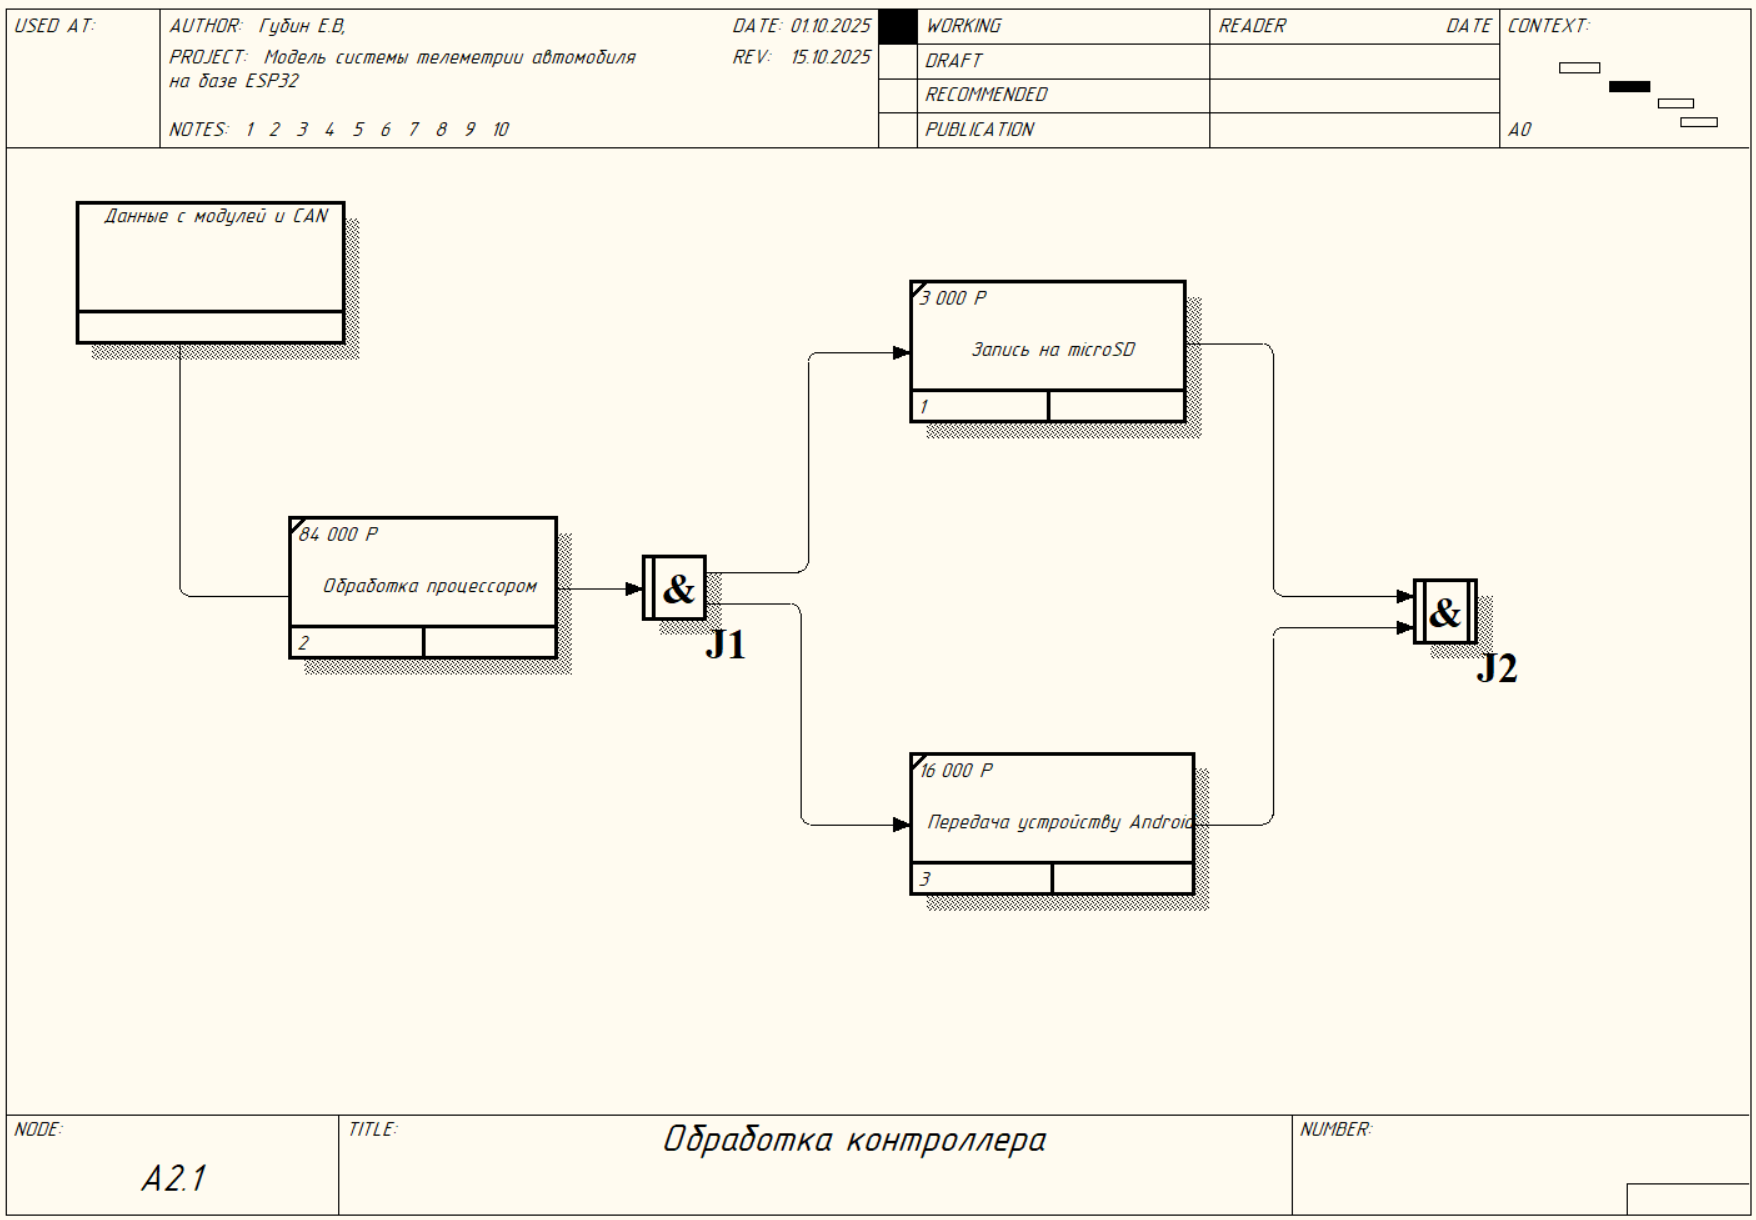 USED AT:
AUTHOR: Губин Е.В,
DATE: 01.10.2025
PROJECT: Модель системы телеметрии автомобиля
на базе ESP32
REV: 15.10.2025
NOTES: 1 2 3 4 5 6 7 8 9 10
WORKING
DRAFT
RECOMMENDED
PUBLICATION
READER DATE
CONTEXT:
A0
Данные с модулей и CAN
3 000 Р
Запись на microSD
1
84 000 Р
Обработка процессором
2
&
J1
&
J2
16 000 Р
Передача устройству Android
3
NODE:
A2.1
TITLE:
Обработка контроллера
NUMBER: